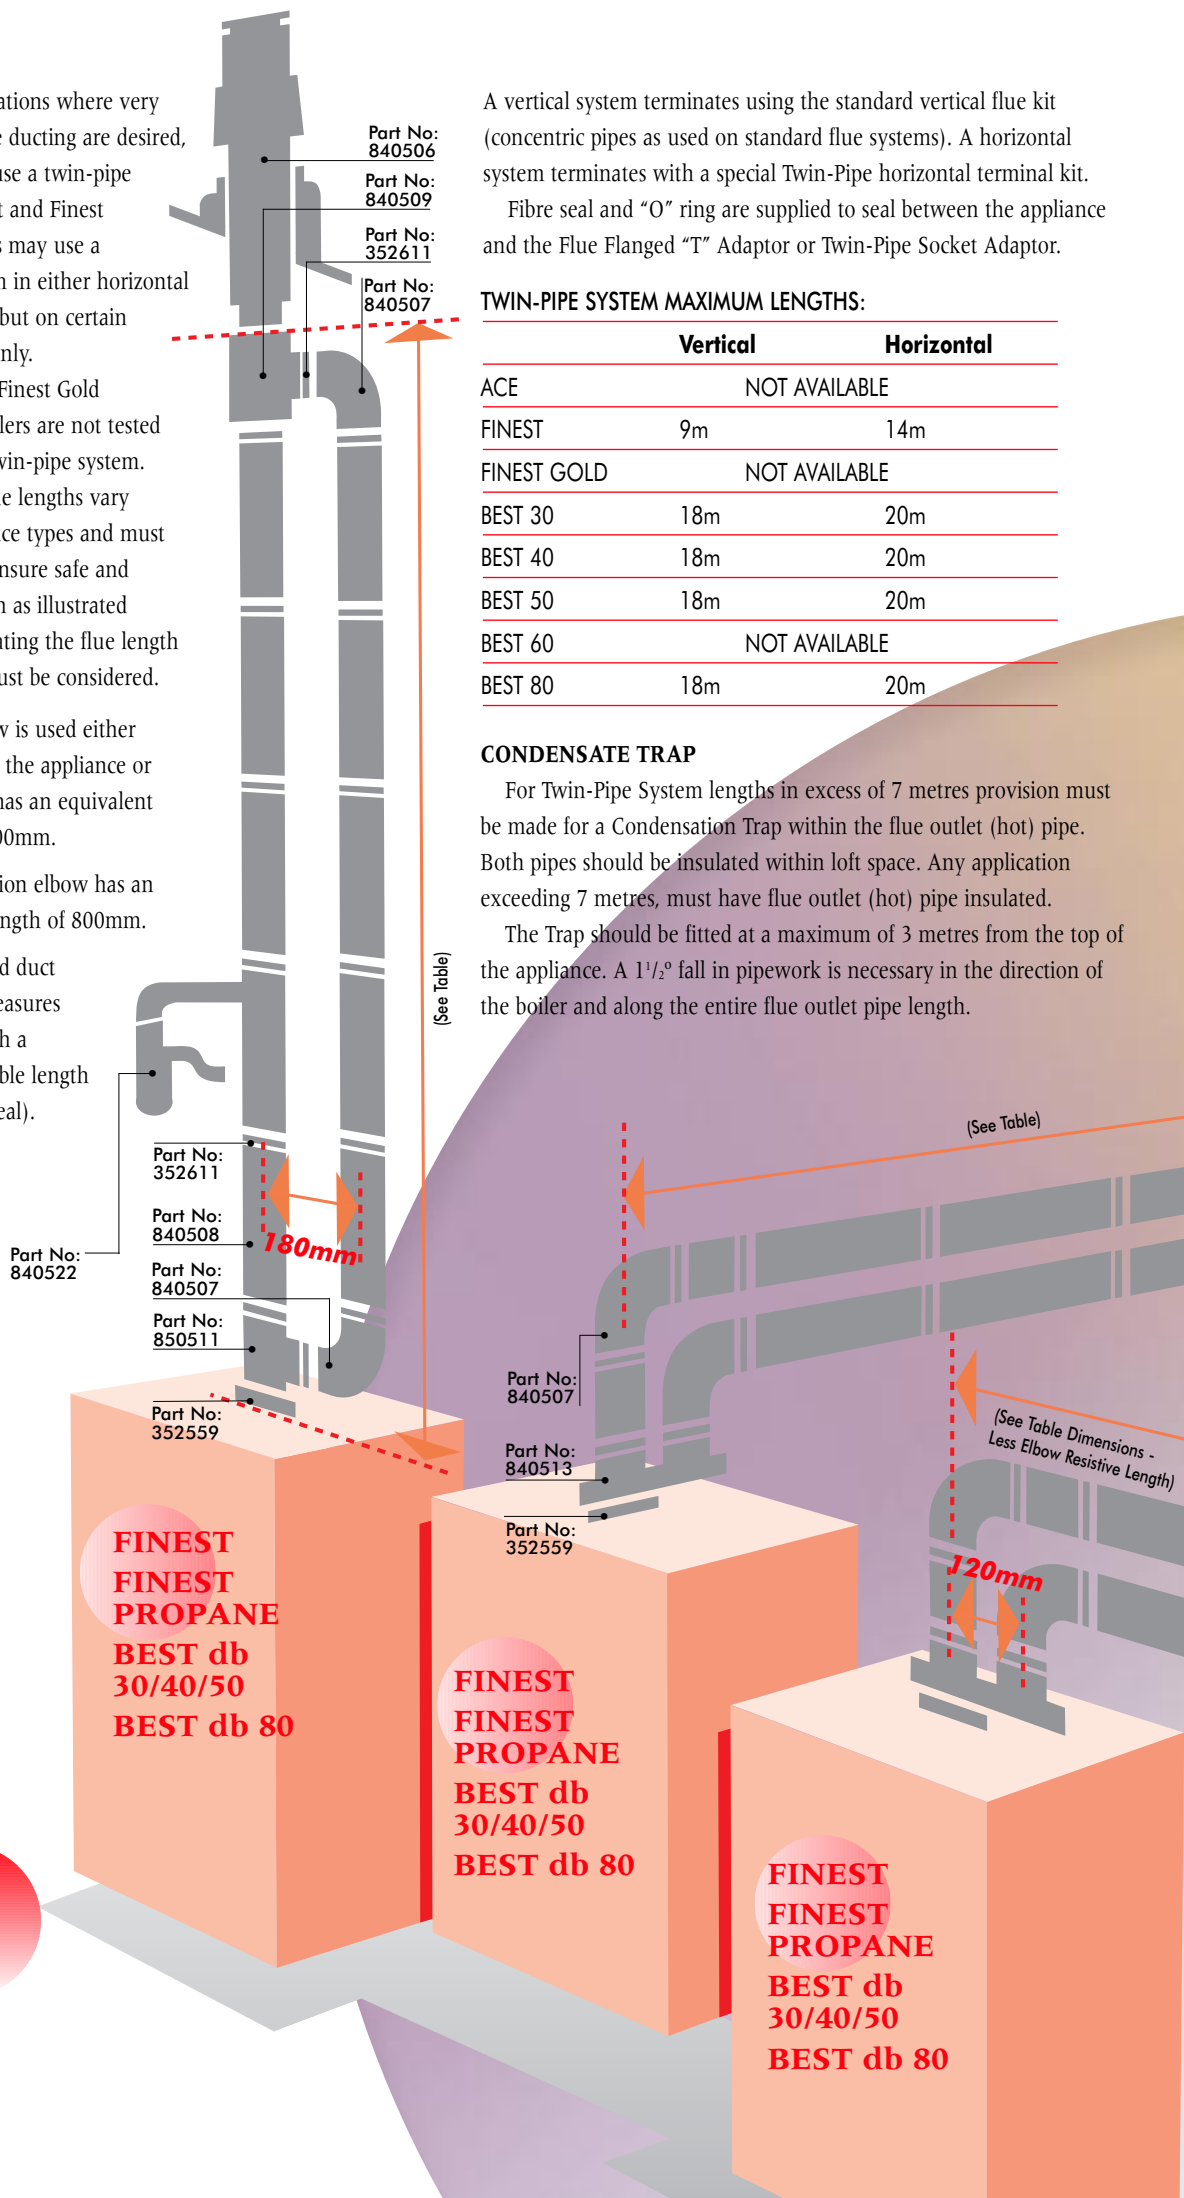 ations where very
e ducting are desired,
use a twin-pipe
t and Finest
s may use a
n in either horizontal
but on certain
nly.
Finest Gold
lers are not tested
win-pipe system.
e lengths vary
ce types and must
nsure safe and
n as illustrated
ating the flue length
ust be considered.
w is used either
the appliance or
has an equivalent
00mm.
ion elbow has an
ngth of 800mm.
d duct
easures
h a
ble length
eal).
Part No:
840506
Part No:
840509
Part No:
352611
Part No:
840507
A vertical system terminates using the standard vertical flue kit
(concentric pipes as used on standard flue systems). A horizontal
system terminates with a special Twin-Pipe horizontal terminal kit.
Fibre seal and “O” ring are supplied to seal between the appliance
and the Flue Flanged “T” Adaptor or Twin-Pipe Socket Adaptor.
TWIN-PIPE SYSTEM MAXIMUM LENGTHS:
Vertical Horizontal
ACE NOT AVAILABLE
FINEST 9m 14m
FINEST GOLD NOT AVAILABLE
BEST 30 18m 20m
BEST 40 18m 20m
BEST 50 18m 20m
BEST 60 NOT AVAILABLE
BEST 80 18m 20m
CONDENSATE TRAP
For Twin-Pipe System lengths in excess of 7 metres provision must
be made for a Condensation Trap within the flue outlet (hot) pipe.
Both pipes should be insulated within loft space. Any application
exceeding 7 metres, must have flue outlet (hot) pipe insulated.
The Trap should be fitted at a maximum of 3 metres from the top of
the appliance. A 1¹/₂º fall in pipework is necessary in the direction of
the boiler and along the entire flue outlet pipe length.
(See Table)
(See Table)
Part No:
352611
Part No:
840508
180mm
Part No:
840522
Part No:
840507
Part No:
850511
Part No:
352559
Part No:
840507
Part No:
840513
Part No:
352559
(See Table Dimensions -
Less Elbow Resistive Length)
120mm
FINEST
FINEST
PROPANE
BEST db
30/40/50
BEST db 80
FINEST
FINEST
PROPANE
BEST db
30/40/50
BEST db 80
FINEST
FINEST
PROPANE
BEST db
30/40/50
BEST db 80